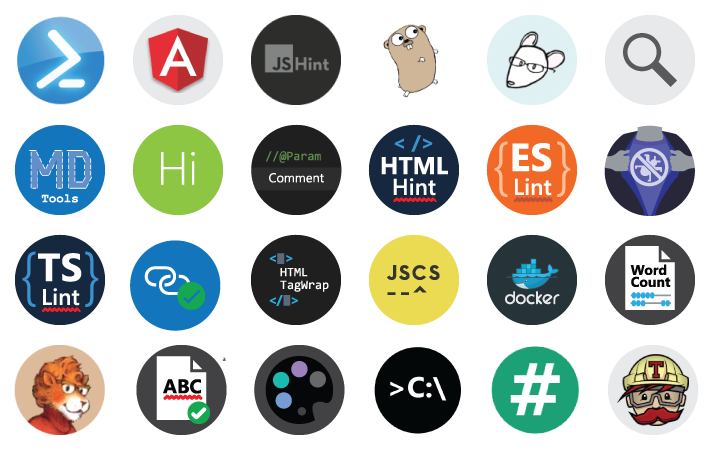 A
JS Hint
MD
Tools
Hi
//@Param
Comment
</>
HTML
Hint
{ES
Lint}
{TS
Lint}
< >
HTML
TagWrap
</ >
JSCS
--^
docker
Word
Count
ABC
>C:\
#
T